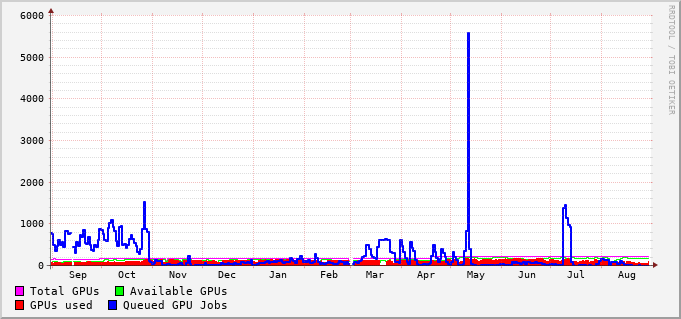 6000
5000
4000
3000
2000
1000
0
Sep Oct Nov Dec Jan Feb Mar Apr May Jun Jul Aug
Total GPUs Available GPUs
GPUs used Queued GPU Jobs
RRDTOOL / TOBI OETIKER